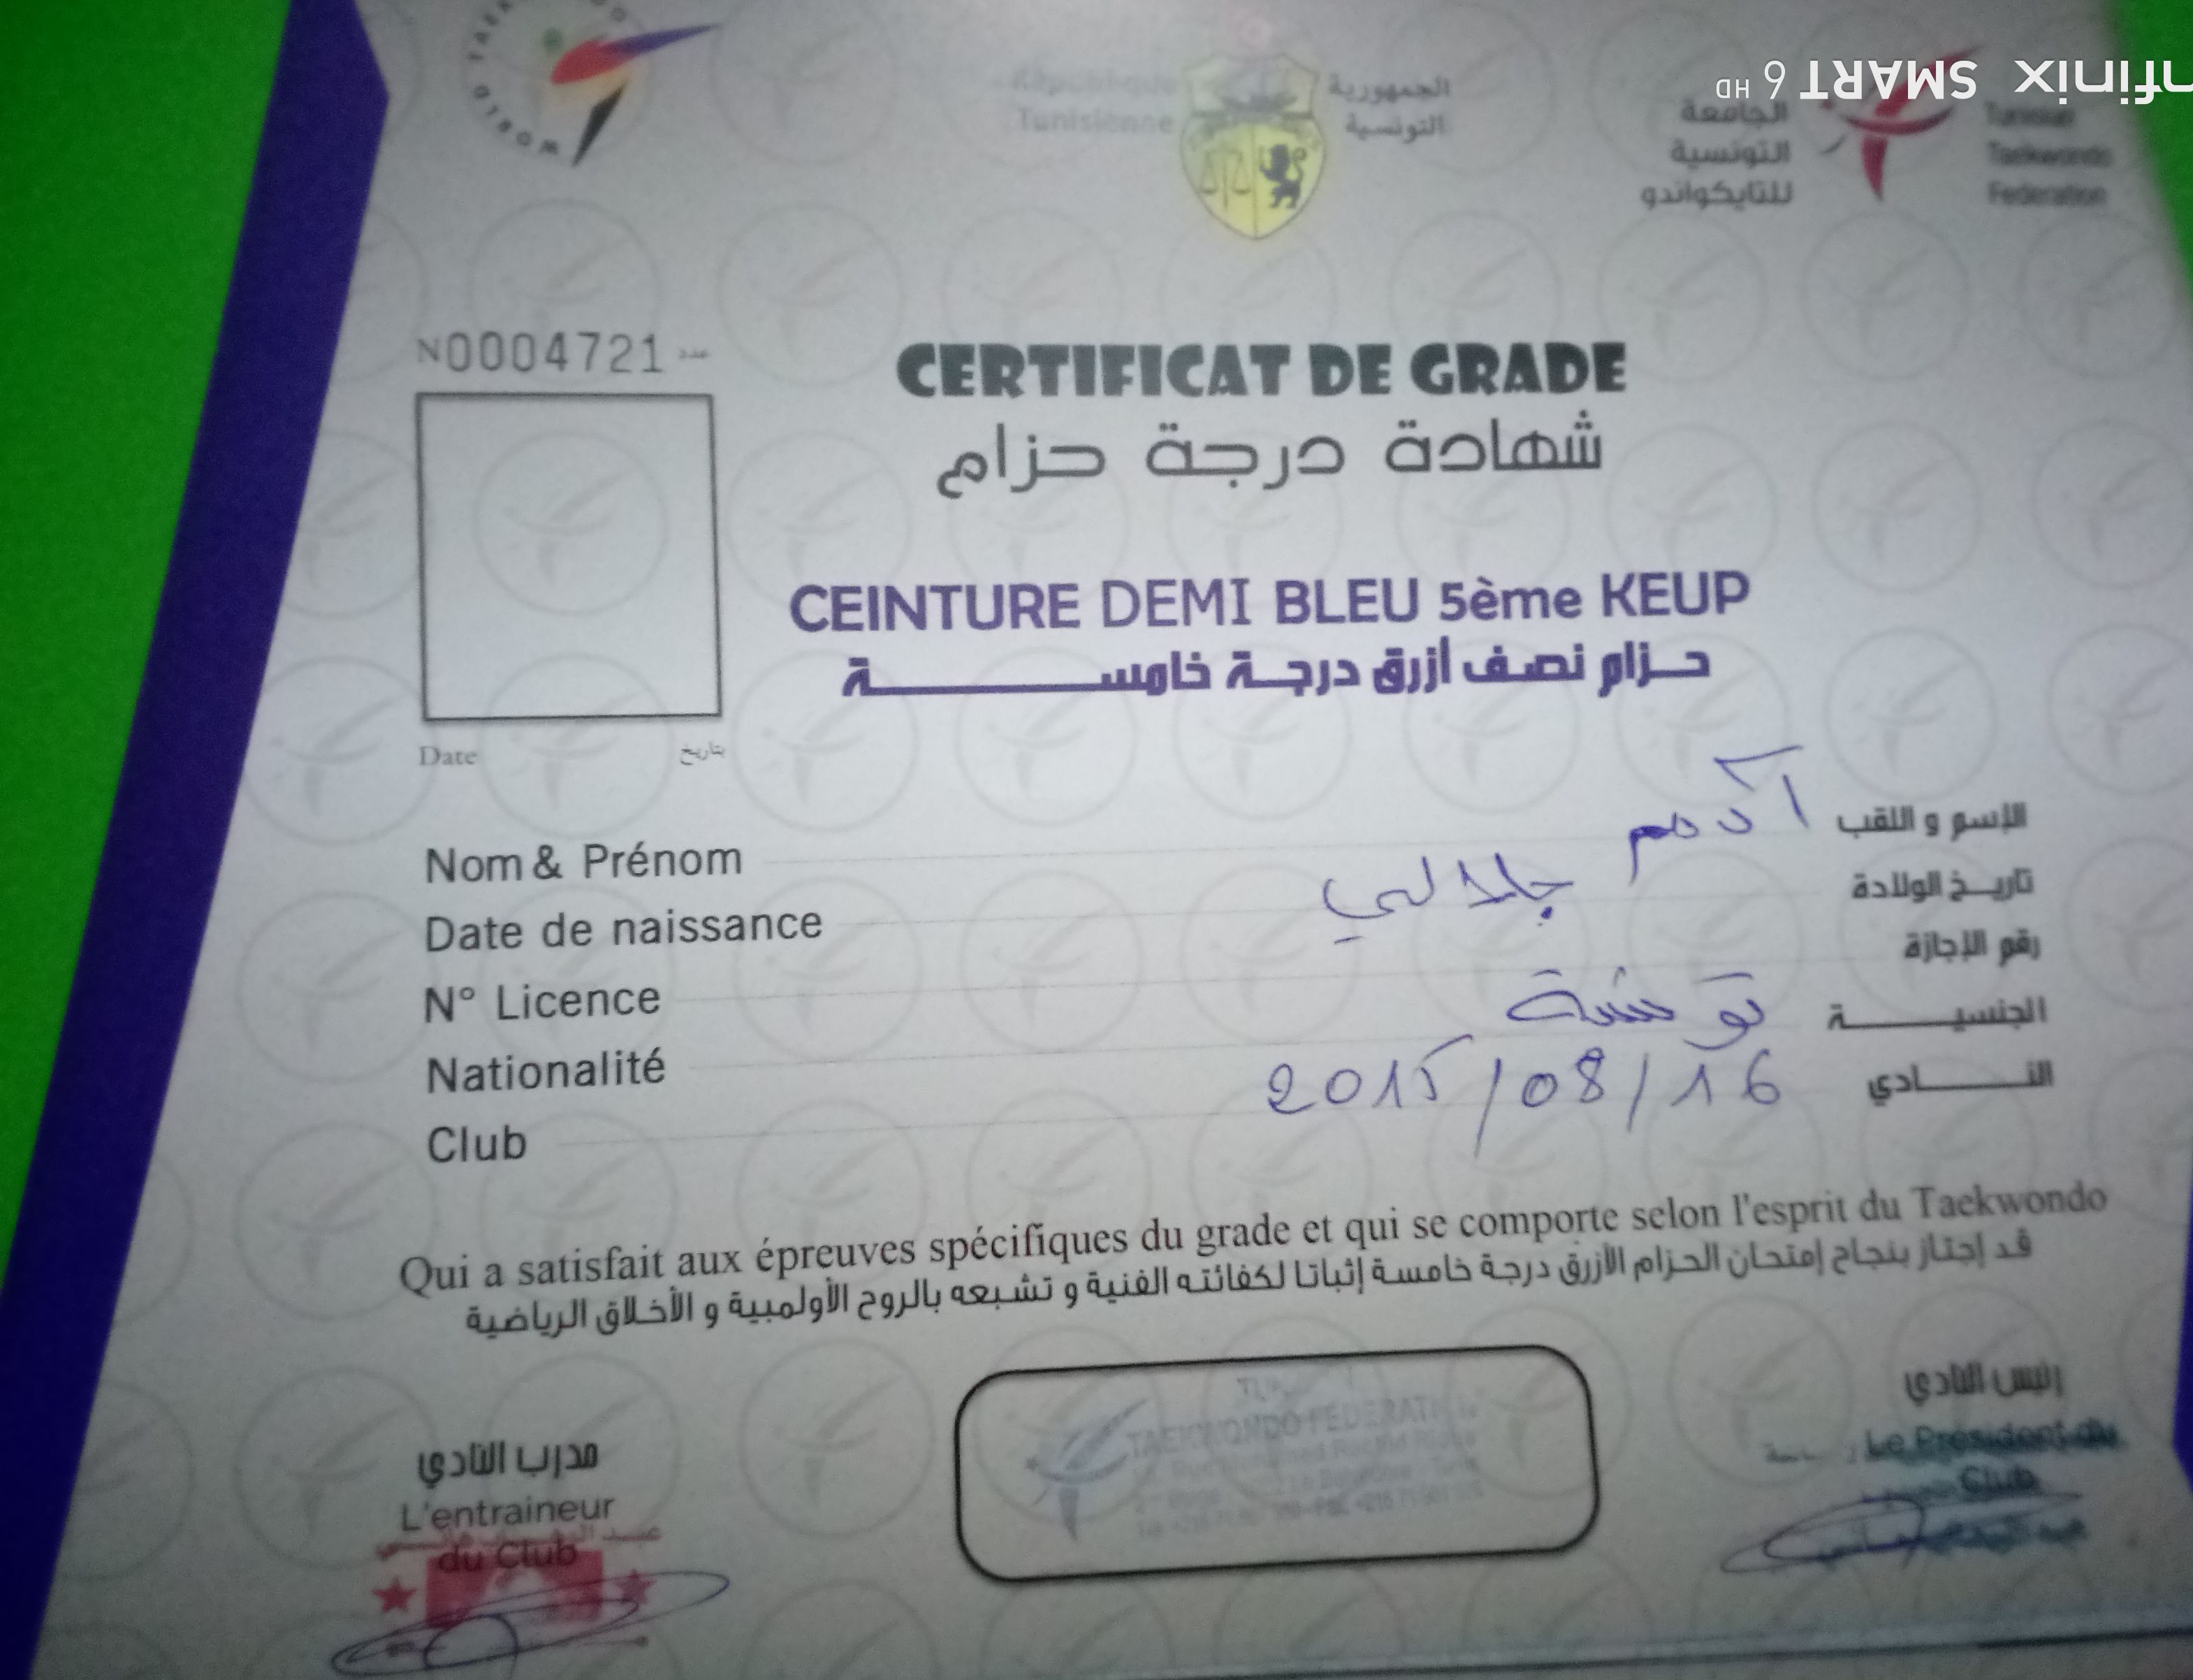 WORLD TAEKWONDO
République
Tunisienne
الجمهورية
التونسية
الجامعة
التونسية
للتايكواندو
Tunisia
Taekwondo
Federation
Infinix SMART 6 HD
N0004721 عدد
CERTIFICAT DE GRADE
شهادة درجة حزام
CEINTURE DEMI BLEU 5ème KEUP
حزام نصف أزرق درجة خامسة
Date بتاريخ
Nom & Prénom جلالي الإسم و اللقب
Date de naissance تاريخ الولادة
N° Licence رقم الإجازة
Nationalité تونسية الجنسية
Club 2015/08/16 النادي
Qui a satisfait aux épreuves spécifiques du grade et qui se comporte selon l'esprit du Taekwondo
قد إجتاز بنجاح إمتحان الحزام الأزرق درجة خامسة إثباتا لكفائته الفنية و تشبعه بالروح الأولمبية و الأخلاق الرياضية
مدرب النادي
L'entraineur
du Club
TAEKWONDO FEDERATION
رئيس النادي
Le Président du
Club